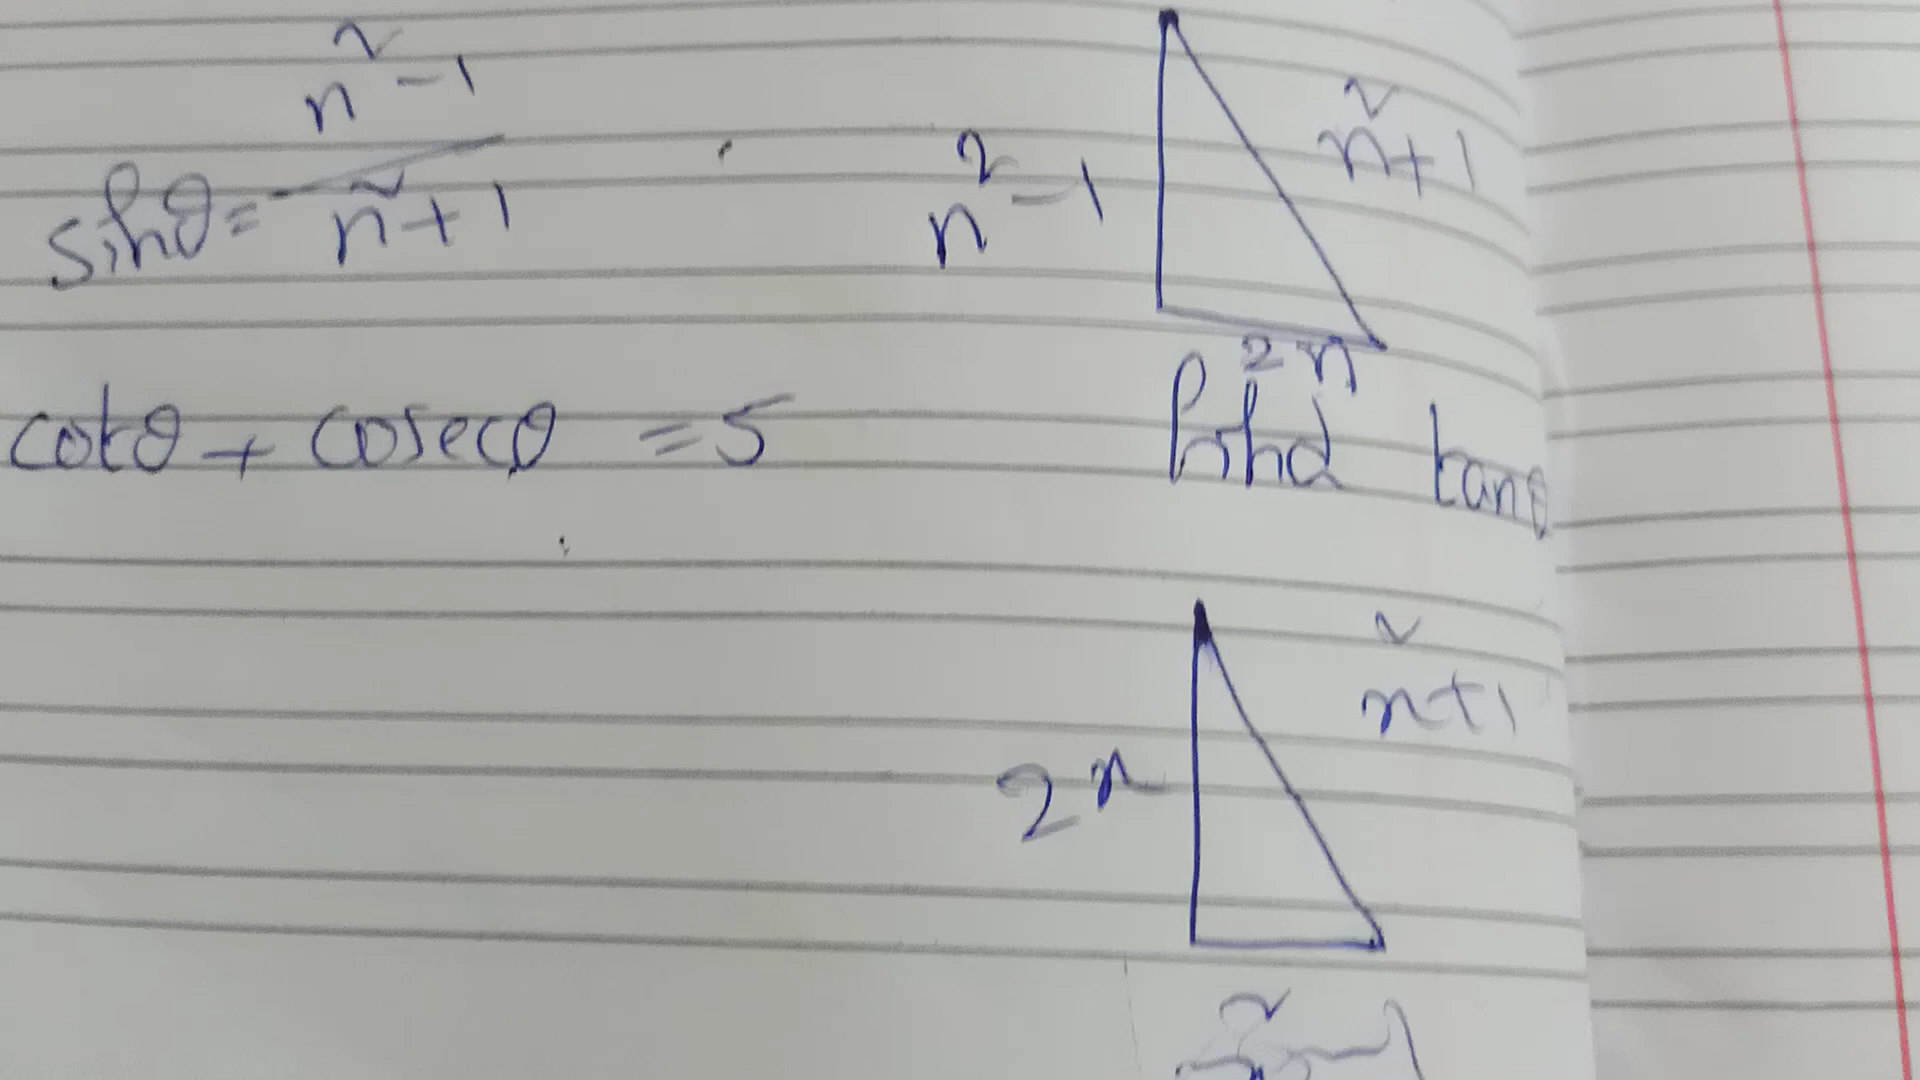 sinθ = n²-1 / n²+1
n²-1
n²+1
2n
cotθ + cosecθ = 5
find tanθ
2n
n²+1